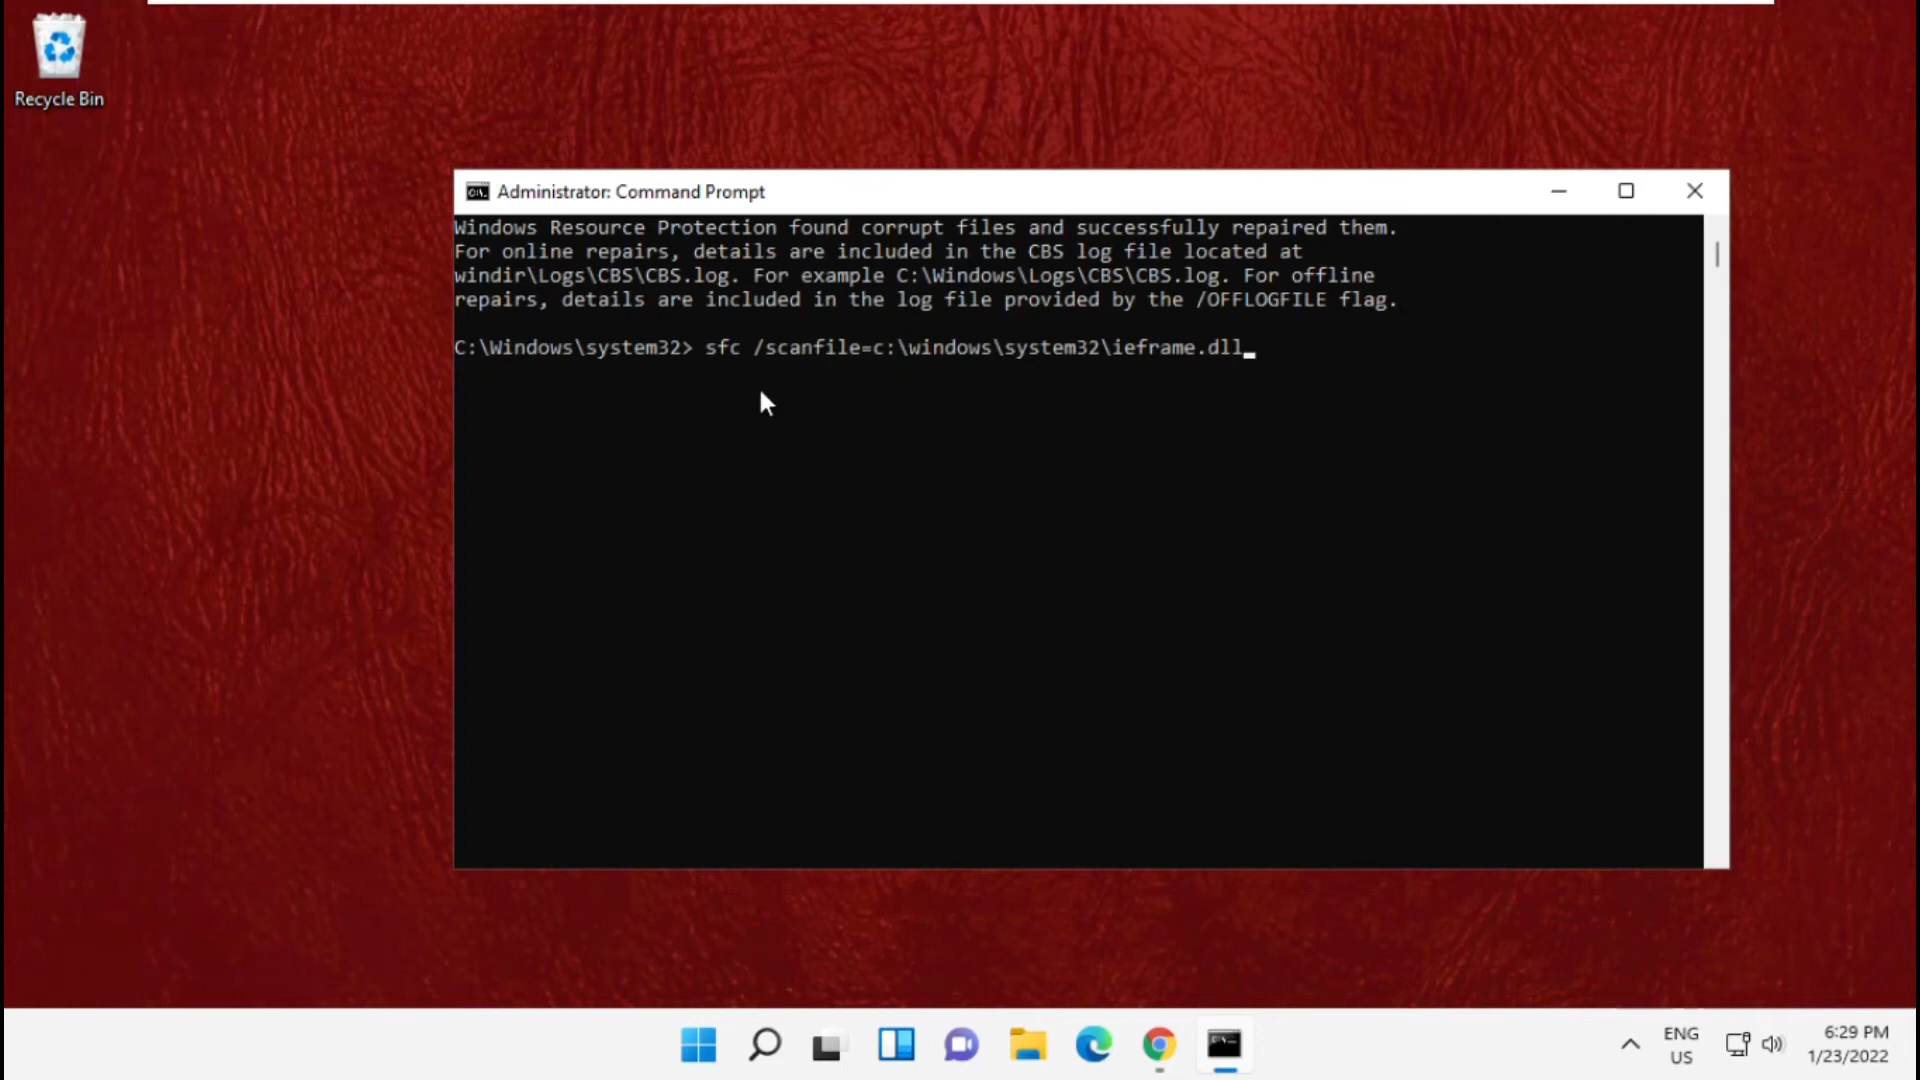 Recycle Bin
Administrator: Command Prompt
Windows Resource Protection found corrupt files and successfully repaired them.
For online repairs, details are included in the CBS log file located at
windir\Logs\CBS\CBS.log. For example C:\Windows\Logs\CBS\CBS.log. For offline
repairs, details are included in the log file provided by the /OFFLOGFILE flag.
C:\Windows\system32> sfc /scanfile=c:\windows\system32\ieframe.dll
ENG
US
6:29 PM
1/23/2022